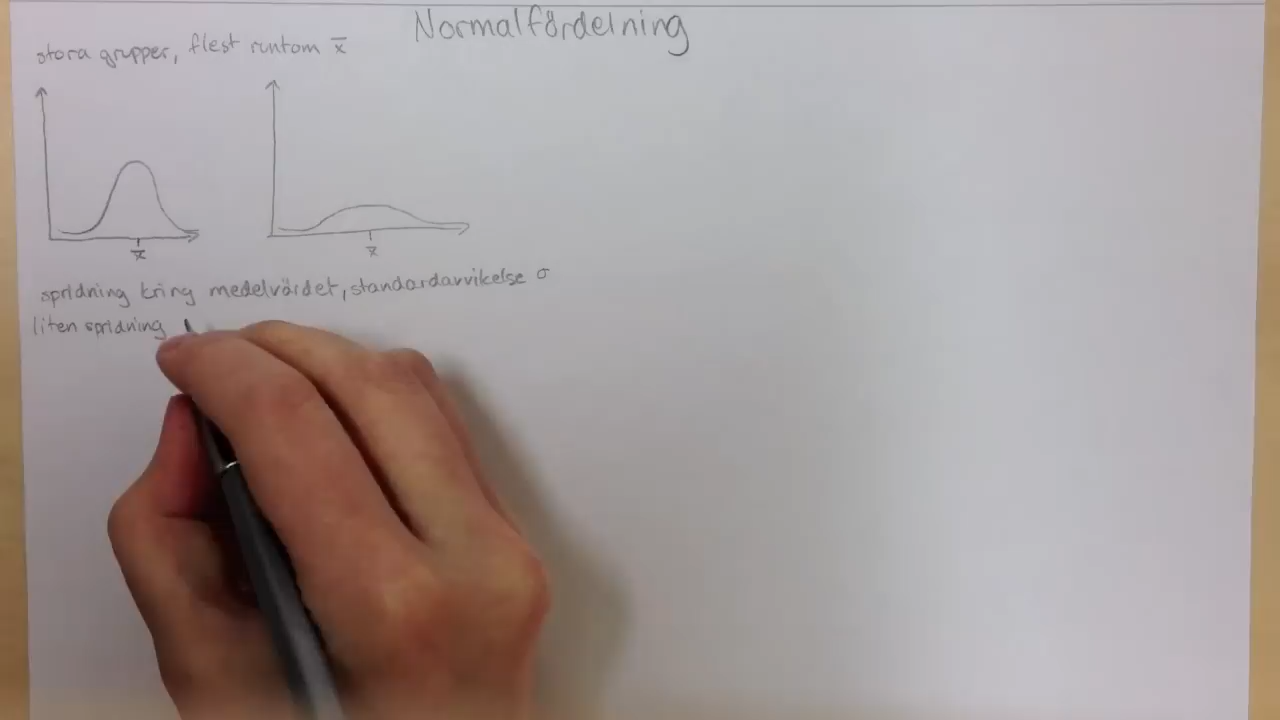 Normalfördelning
stora grupper, flest runtom x̄
x̄
x̄
spridning kring medelvärdet, standardavvikelse σ
liten spridning